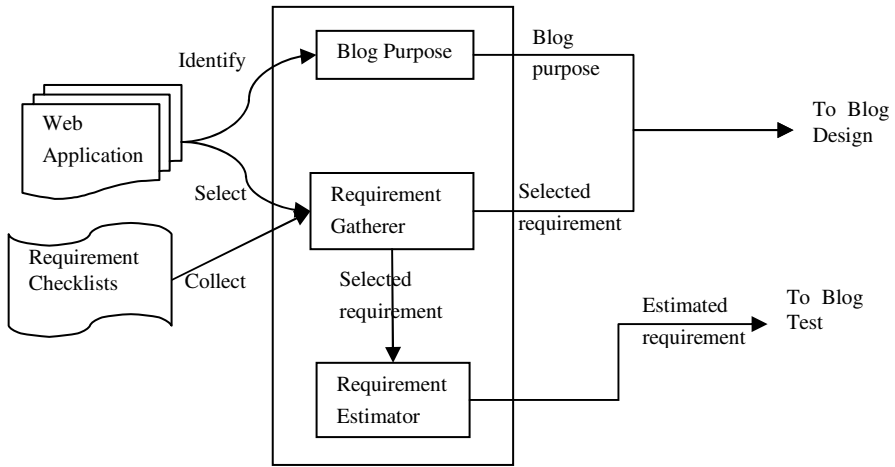 Identify
Blog Purpose
Blog
purpose
Web
Application
To Blog
Design
Select
Requirement
Gatherer
Selected
requirement
Requirement
Checklists
Collect
Selected
requirement
Estimated
requirement
To Blog
Test
Requirement
Estimator